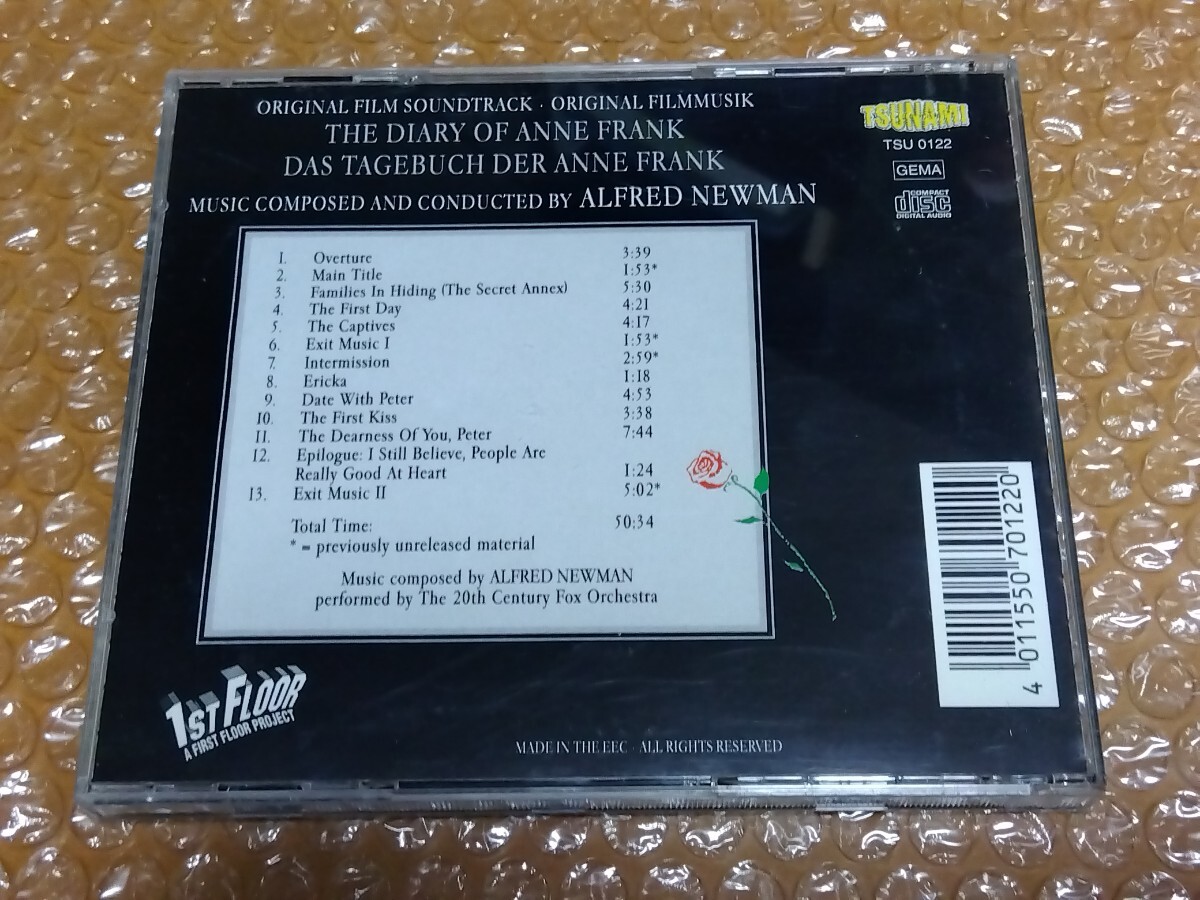 ORIGINAL FILM SOUNDTRACK · ORIGINAL FILMMUSIK
THE DIARY OF ANNE FRANK
DAS TAGEBUCH DER ANNE FRANK
MUSIC COMPOSED AND CONDUCTED BY ALFRED NEWMAN
TSUNAMI
TSU 0122
GEMA
COMPACT
disc
DIGITAL AUDIO
1. Overture 3:39
2. Main Title 1:53*
3. Families In Hiding (The Secret Annex) 5:30
4. The First Day 4:21
5. The Captives 4:17
6. Exit Music I 1:53*
7. Intermission 2:59*
8. Ericka 1:18
9. Date With Peter 4:53
10. The First Kiss 3:38
11. The Dearness Of You, Peter 7:44
12. Epilogue: I Still Believe, People Are
Really Good At Heart 1:24
13. Exit Music II 5:02*
Total Time: 50:34
* = previously unreleased material
Music composed by ALFRED NEWMAN
performed by The 20th Century Fox Orchestra
4 011550 701220
1ST FLOOR
A FIRST FLOOR PROJECT
MADE IN THE EEC · ALL RIGHTS RESERVED